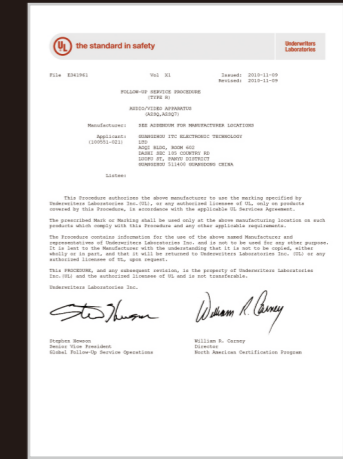 UL the standard in safety
Underwriters
Laboratories
File E341961 Vol G1 Issued: 2010-11-09
Revised: 2010-11-09
FOLLOW-UP SERVICE PROCEDURE
(TYPE R)
AUDIO/VIDEO APPARATUS
(AZSQ, AZSQ7)
Manufacturer: SEE ADDENDUM FOR MANUFACTURER LOCATIONS
Applicant: GUANGZHOU ITC ELECTRONIC TECHNOLOGY
(100551-021) LTD
AOQI BLDG, ROOM 602
DASHI SEC 105 COUNTRY RD
LUOPU ST, PANYU DISTRICT
GUANGZHOU 511400 GUANGDONG CHINA
Listee:
This Procedure authorizes the above manufacturer to use the marking specified by
Underwriters Laboratories Inc.(UL), or any authorized licensee of UL, only on products
covered by this Procedure, in accordance with the applicable UL Services Agreement.
The prescribed Mark or Marking shall be used only at the above manufacturing location on such
products which comply with this Procedure and any other applicable requirements.
The Procedure contains information for the use of the above named Manufacturer and
representatives of Underwriters Laboratories Inc. and is not to be used for any other purpose.
It is lent to the Manufacturer with the understanding that it is not to be copied, either
wholly or in part, and that it will be returned to Underwriters Laboratories Inc. (UL) or any
authorized licensee of UL, upon request.
This PROCEDURE, and any subsequent revision, is the property of Underwriters Laboratories
Inc.(UL) and the authorized licensee of UL and is not transferable.
Underwriters Laboratories Inc.
William R. Carney
Stephen Hewson William R. Carney
Senior Vice President Director
Global Follow-Up Service Operations North American Certification Program